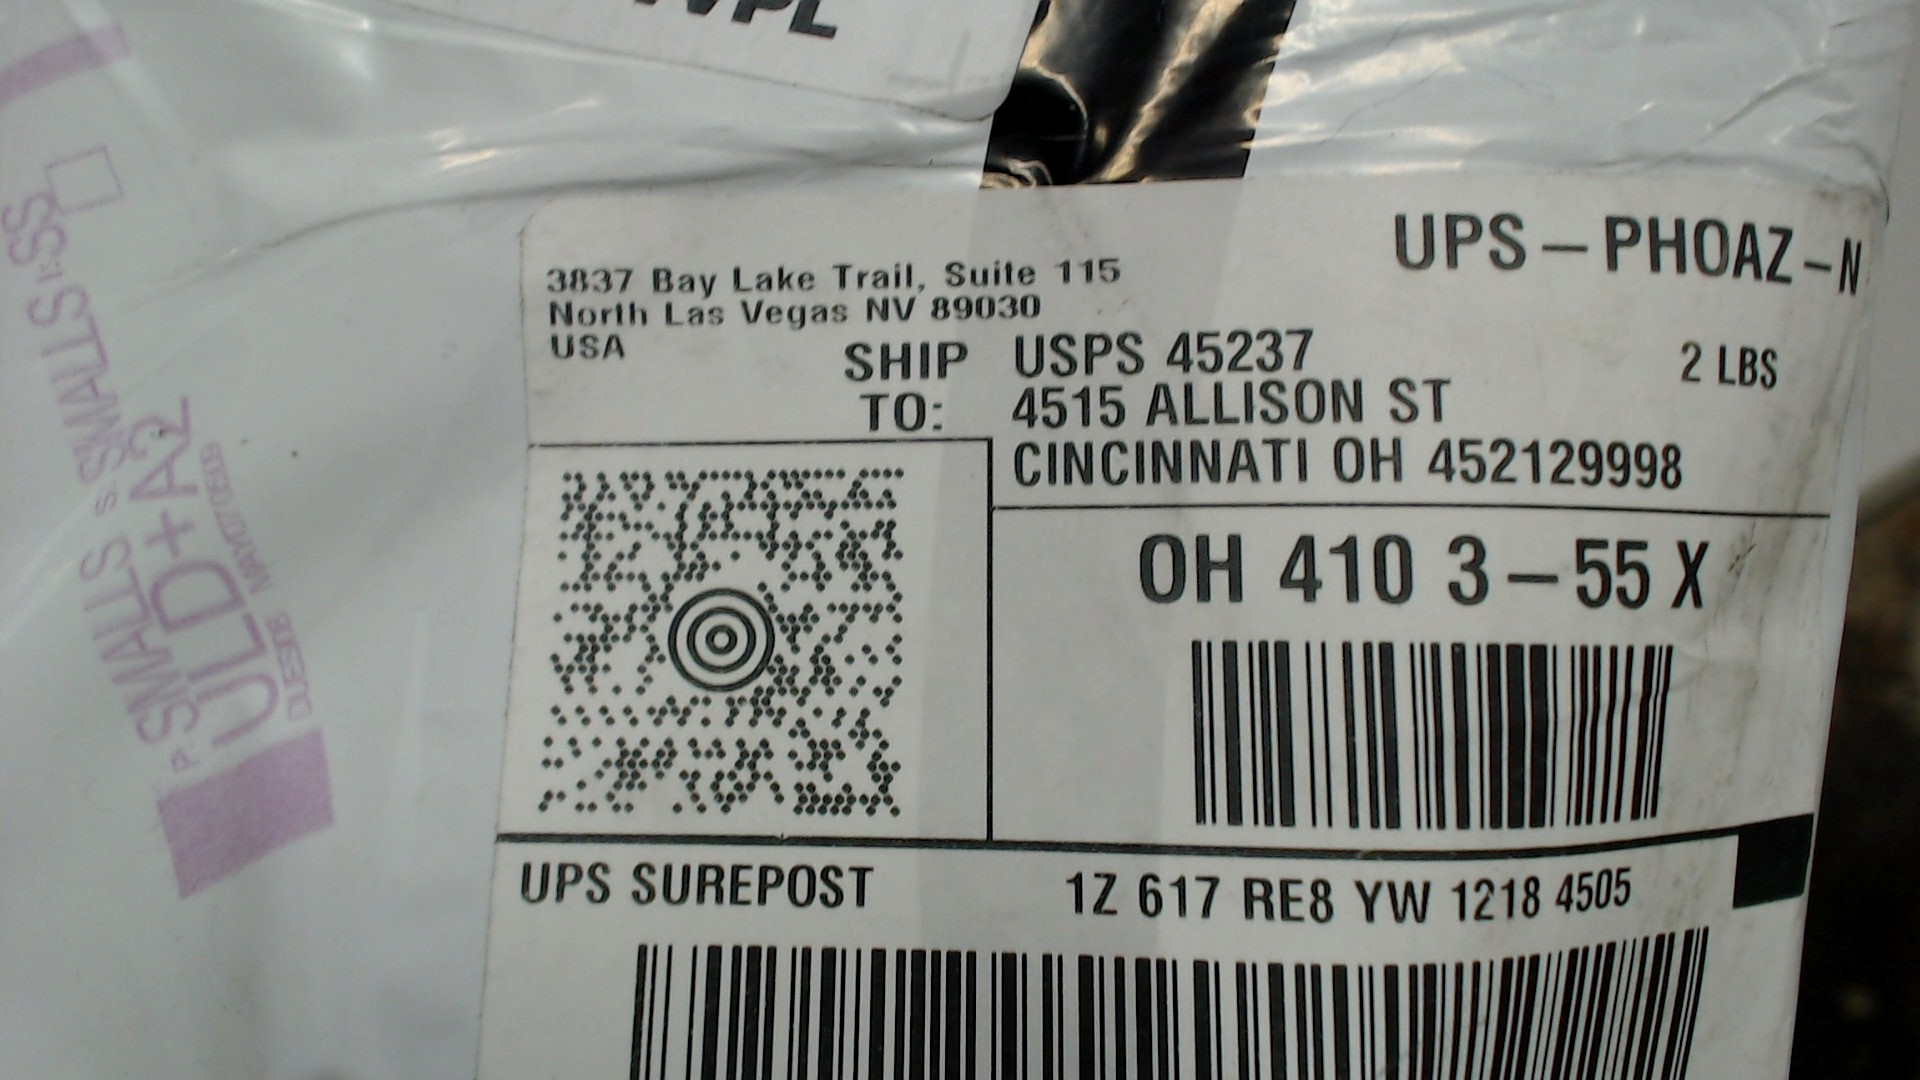 UPS – PHOAZ – N
3837 Bay Lake Trail, Suite 115
North Las Vegas NV 89030
USA
2 LBS
SHIP TO:
USPS 45237
4515 ALLISON ST
CINCINNATI OH 452129998
OH 410 3 – 55 X
UPS SUREPOST
1Z 617 RE8 YW 1218 4505
P: SMALLS S: SMALLS I:
ULD+A2